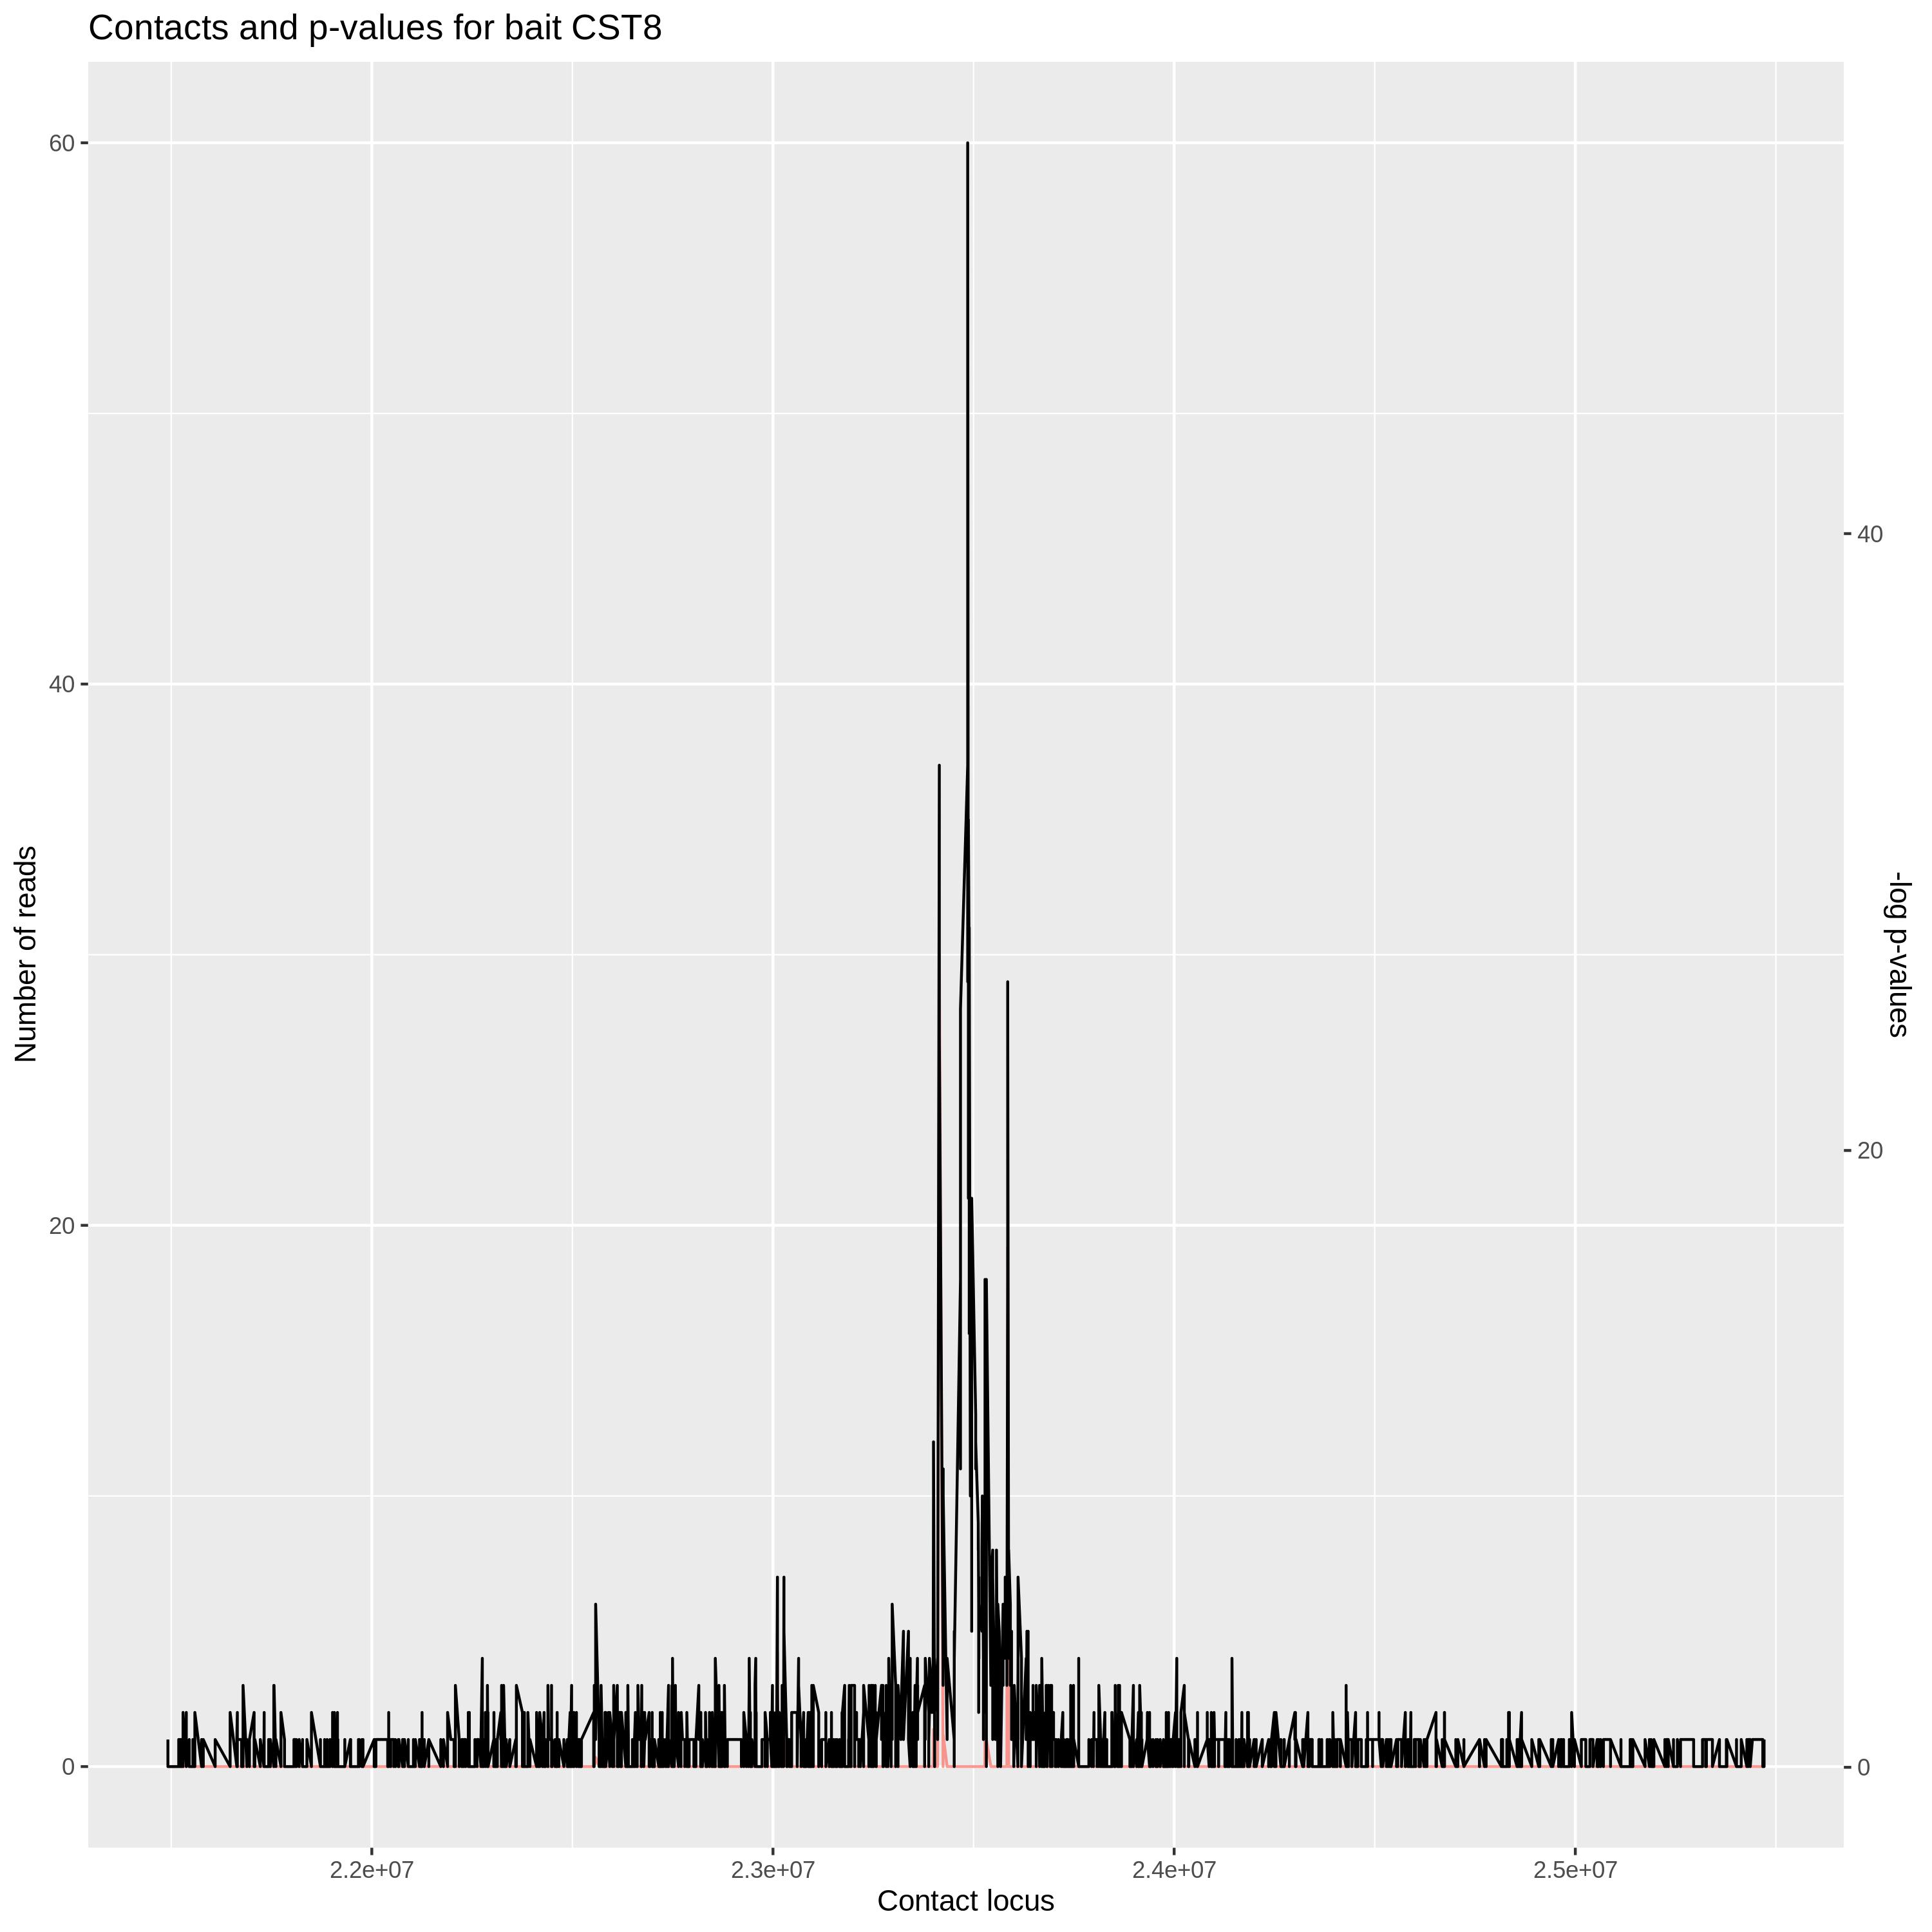 Contacts and p-values for bait CST8
60
40
20
0
Number of reads
40
20
0
-log p-values
2.2e+07
2.3e+07
2.4e+07
2.5e+07
Contact locus